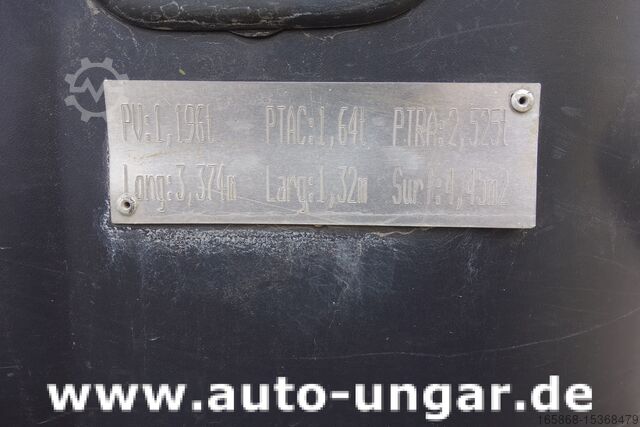 PV:1,196t PTAC:1,64t PTRA:2,525t
Long:3,374m Larg:1,32m Surf:4,45m2
www.auto-ungar.de
165868-15368479